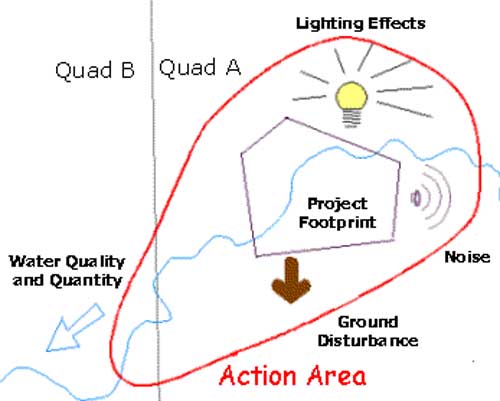 Lighting Effects
Quad B
Quad A
Project
Footprint
Water Quality
and Quantity
Noise
Ground
Disturbance
Action Area